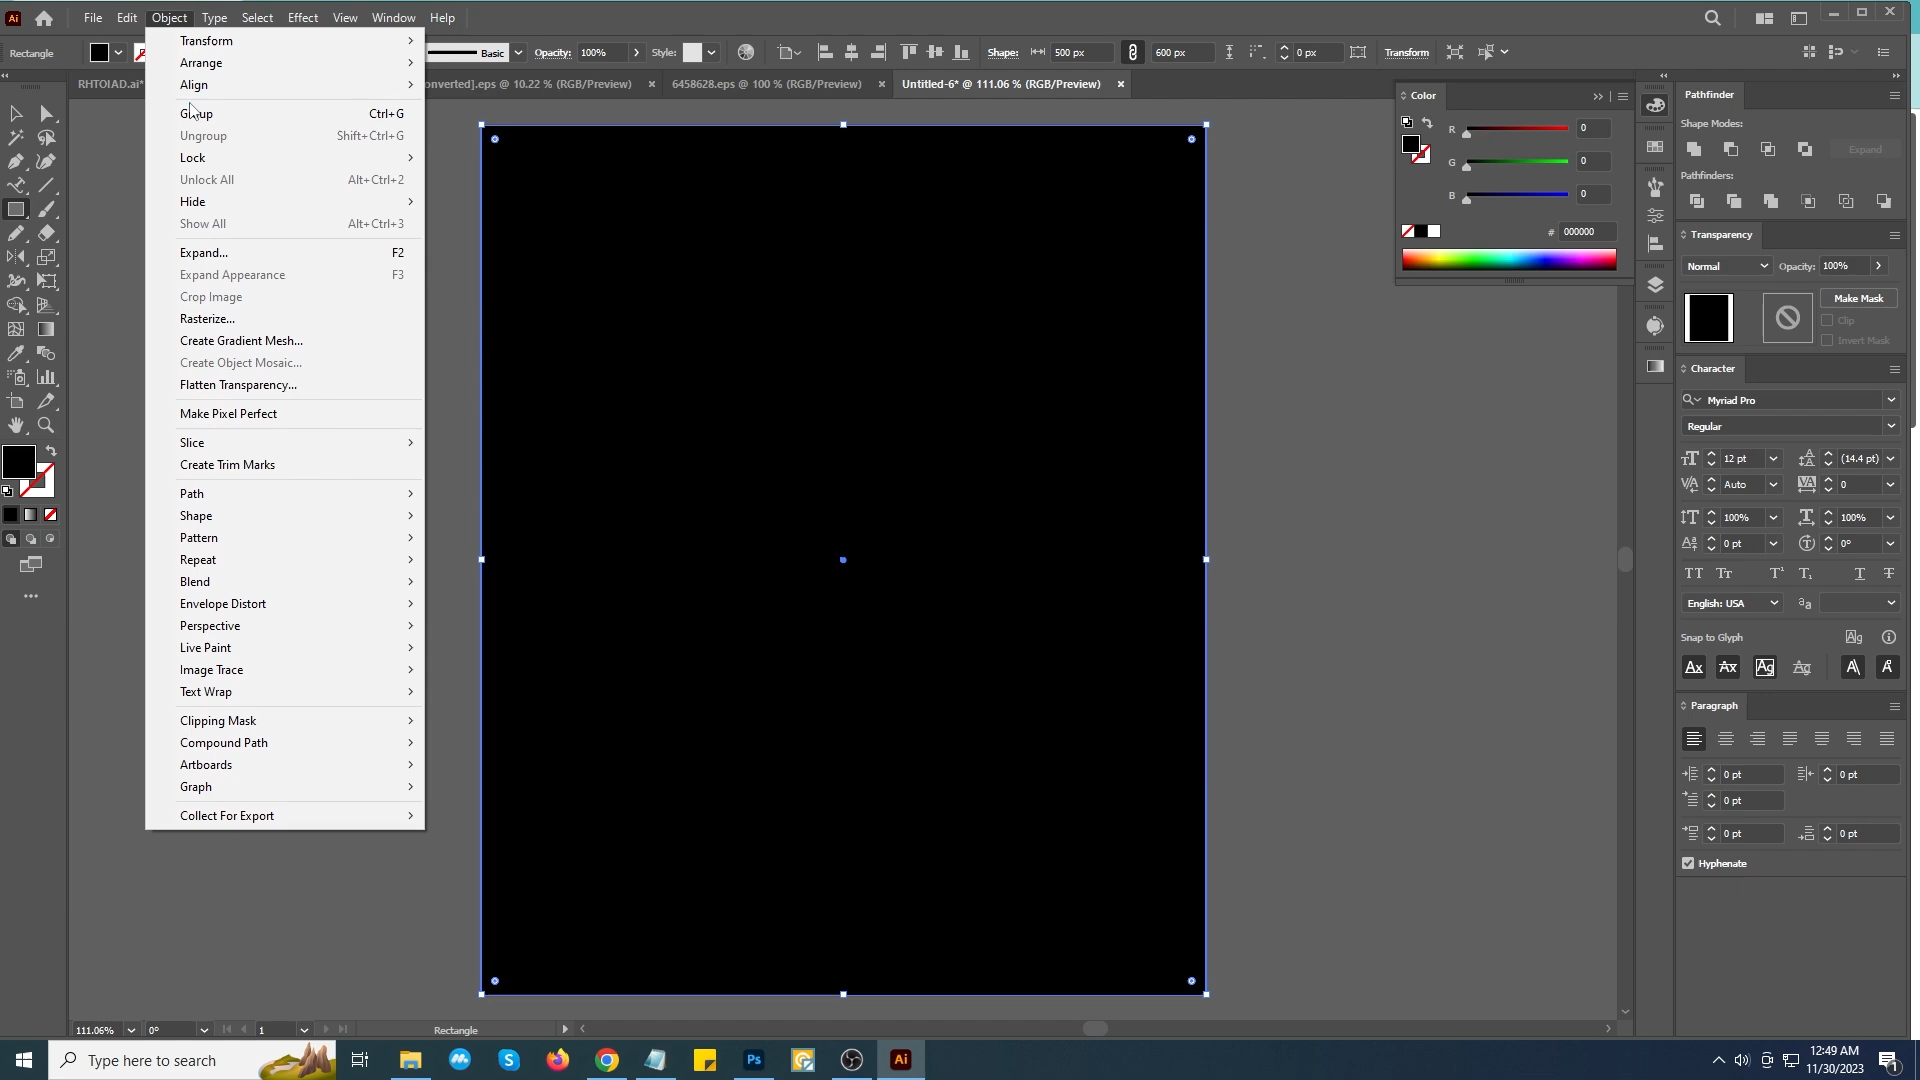 Ai File Edit Object Type Select Effect View Window Help
Rectangle Basic Opacity: 100% Style: Shape: 500 px 600 px 0 px Transform
RHTOIAD.ai* onverted].eps @ 10.22 % (RGB/Preview) × 6458628.eps @ 100 % (RGB/Preview) × Untitled-6* @ 111.06 % (RGB/Preview) ×
Transform
Arrange
Align
Group Ctrl+G
Ungroup Shift+Ctrl+G
Lock
Unlock All Alt+Ctrl+2
Hide
Show All Alt+Ctrl+3
Expand... F2
Expand Appearance F3
Crop Image
Rasterize...
Create Gradient Mesh...
Create Object Mosaic...
Flatten Transparency...
Make Pixel Perfect
Slice
Create Trim Marks
Path
Shape
Pattern
Repeat
Blend
Envelope Distort
Perspective
Live Paint
Image Trace
Text Wrap
Clipping Mask
Compound Path
Artboards
Graph
Collect For Export
Color
R 0
G 0
B 0
# 000000
Pathfinder
Shape Modes:
Expand
Pathfinders:
Transparency
Normal Opacity: 100%
Make Mask
Clip
Invert Mask
Character
Myriad Pro
Regular
12 pt (14.4 pt)
Auto 0
100% 100%
0 pt 0°
English: USA
Snap to Glyph
Paragraph
0 pt 0 pt
0 pt
0 pt 0 pt
Hyphenate
111.06% 0° 1 Rectangle
Type here to search
Ps Ai
12:49 AM
11/30/2023
1